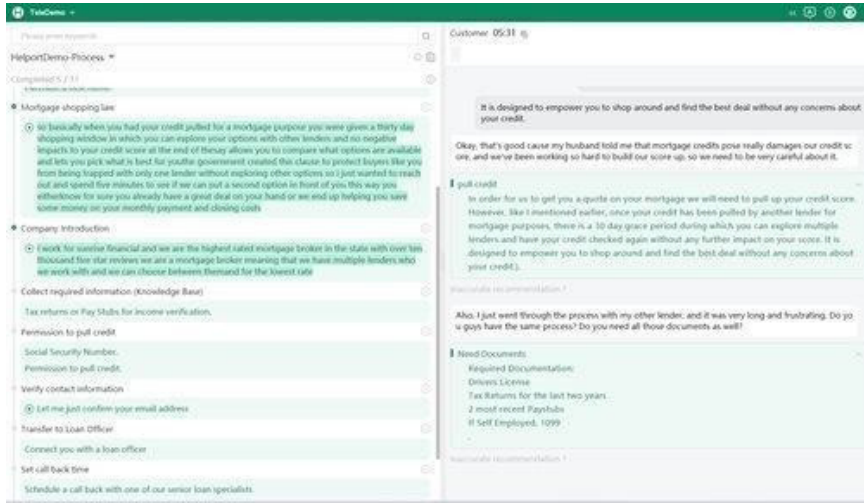 TeleDemo
Please enter keywords
HelportDemo-Process
Completed 5 / 11
Mortgage shopping law
so basically when you had your credit pulled for a mortgage purpose you were given a thirty day
shopping window in which you can explore your options with other lenders and no negative
impacts to your credit score at the end of thesay allows you to compare what options are available
and lets you pick what is best for youthe government created this clause to protect buyers like you
from being trapped with only one lender without exploring other options so i just wanted to reach
out and spend five minutes to see if we can put a second option in front of you this way you
eitherknow for sure you already have a great deal on your hand or we end up helping you save
some money on your monthly payment and closing costs
Company Introduction
I work for sunrise financial and we are the highest rated mortgage broker in the state with over ten
thousand five star reviews we are a mortgage broker meaning that we have multiple lenders who
we work with and we can choose between themand for the lowest rate
Collect required information (Knowledge Base)
Tax returns or Pay Stubs for income verification.
Permission to pull credit
Social Security Number.
Permission to pull credit.
Verify contact information
Let me just confirm your email address
Transfer to Loan Officer
Connect you with a loan officer
Set call back time
Schedule a call back with one of our senior loan specialists.
Customer 05:31
It is designed to empower you to shop around and find the best deal without any concerns about
your credit.
Okay, that's good cause my husband told me that mortgage credits pose really damages our credit sc
ore, and we've been working so hard to build our score up, so we need to be very careful about it.
pull credit
In order for us to get you a quote on your mortgage we will need to pull up your credit score.
However, like I mentioned earlier, once your credit has been pulled by another lender for
mortgage purposes, there is a 30 day grace period during which you can explore multiple
lenders and have your credit checked again without any further impact on your score. It is
designed to empower you to shop around and find the best deal without any concerns about
your credit).
Inaccurate recommendation ?
Also, I just went through the process with my other lender, and it was very long and frustrating. Do yo
u guys have the same process? Do you need all those documents as well?
Need Documents
Required Documentation:
Drivers License
Tax Returns for the last two years
2 most recent Paystubs
If Self Employed, 1099
Inaccurate recommendation ?